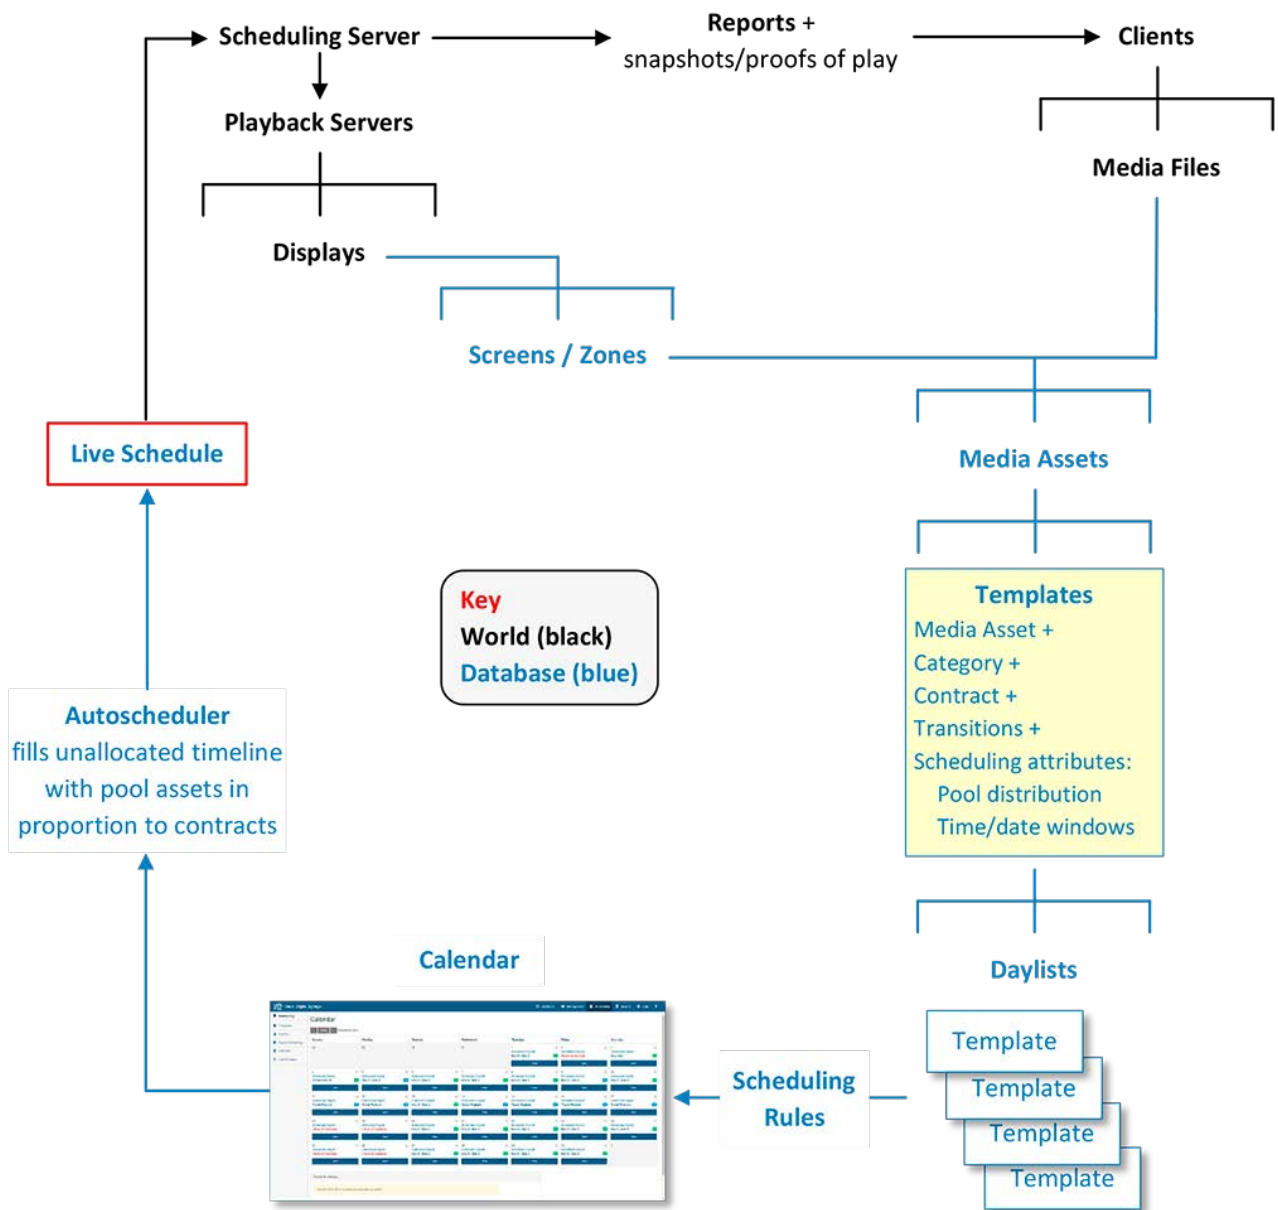 Scheduling Server
Reports +
snapshots/proofs of play
Clients
Playback Servers
Media Files
Displays
Screens / Zones
Live Schedule
Media Assets
Key
World (black)
Database (blue)
Templates
Media Asset +
Category +
Contract +
Transitions +
Scheduling attributes:
Pool distribution
Time/date windows
Autoscheduler
fills unallocated timeline
with pool assets in
proportion to contracts
Calendar
Daylists
Calendar
Scheduling
Rules
Template
Template
Template
Template